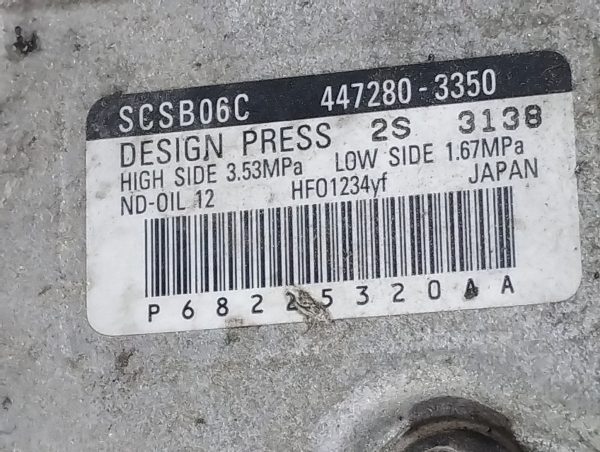 SCSB06C 447280-3350
DESIGN PRESS 2S 3138
HIGH SIDE 3.53MPa LOW SIDE 1.67MPa
ND-OIL 12 HFO1234yf JAPAN
P68225320AA